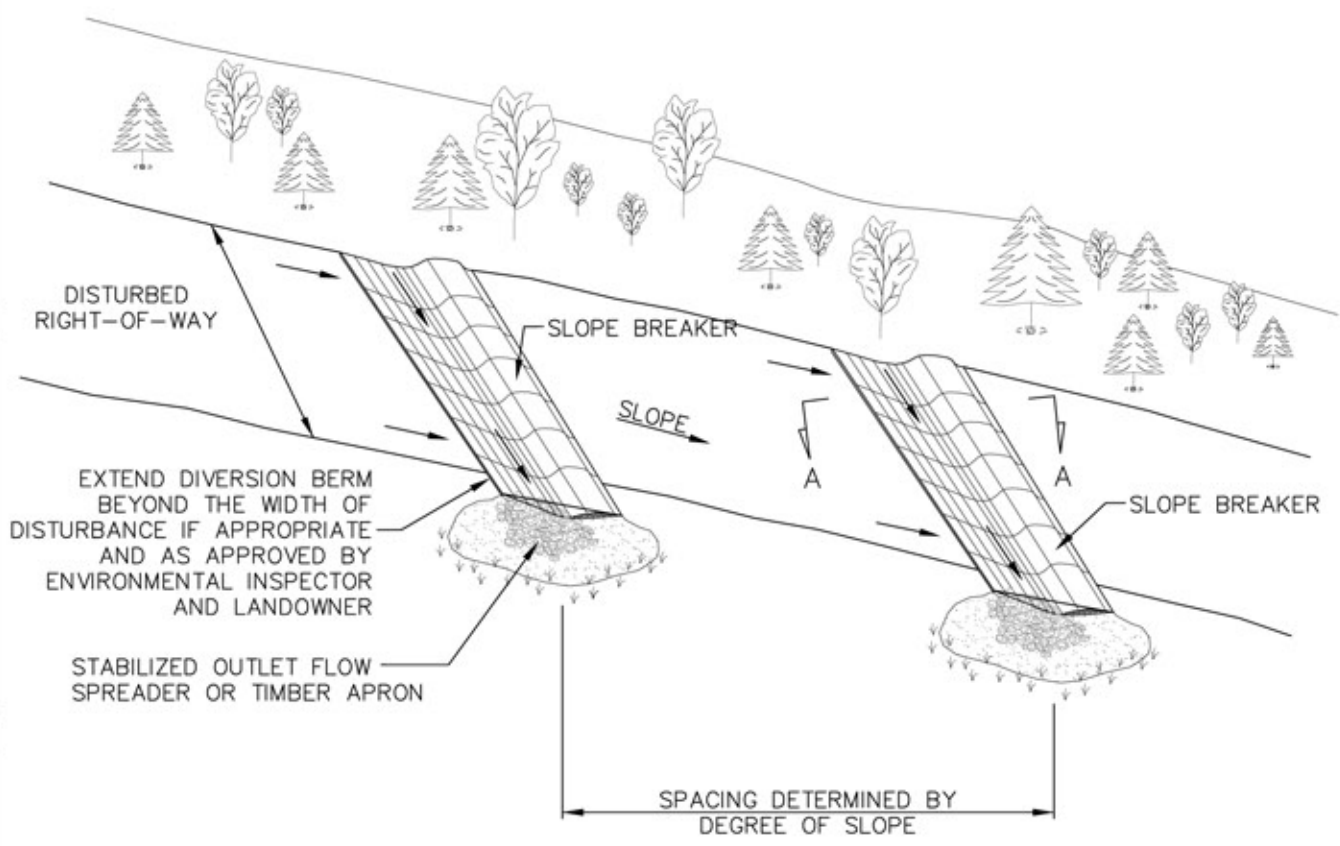 DISTURBED
RIGHT-OF-WAY
SLOPE BREAKER
SLOPE
A
A
SLOPE BREAKER
EXTEND DIVERSION BERM
BEYOND THE WIDTH OF
DISTURBANCE IF APPROPRIATE
AND AS APPROVED BY
ENVIRONMENTAL INSPECTOR
AND LANDOWNER
STABILIZED OUTLET FLOW
SPREADER OR TIMBER APRON
SPACING DETERMINED BY
DEGREE OF SLOPE